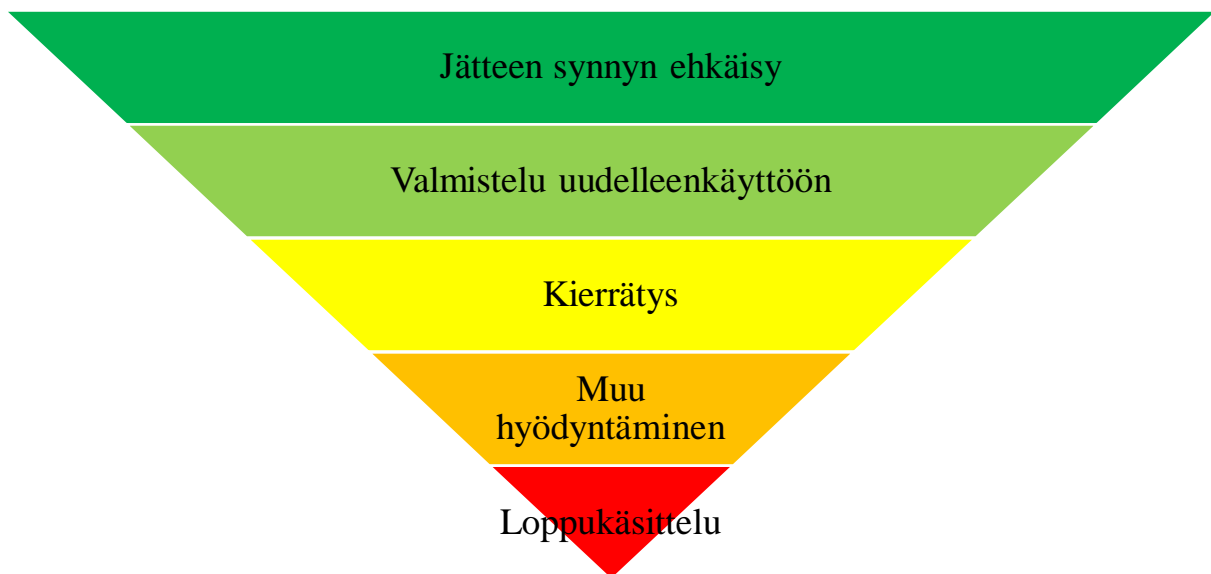 Jätteen synnyn ehkäisy
Valmistelu uudelleenkäyttöön
Kierrätys
Muu
hyödyntäminen
Loppukäsittelu